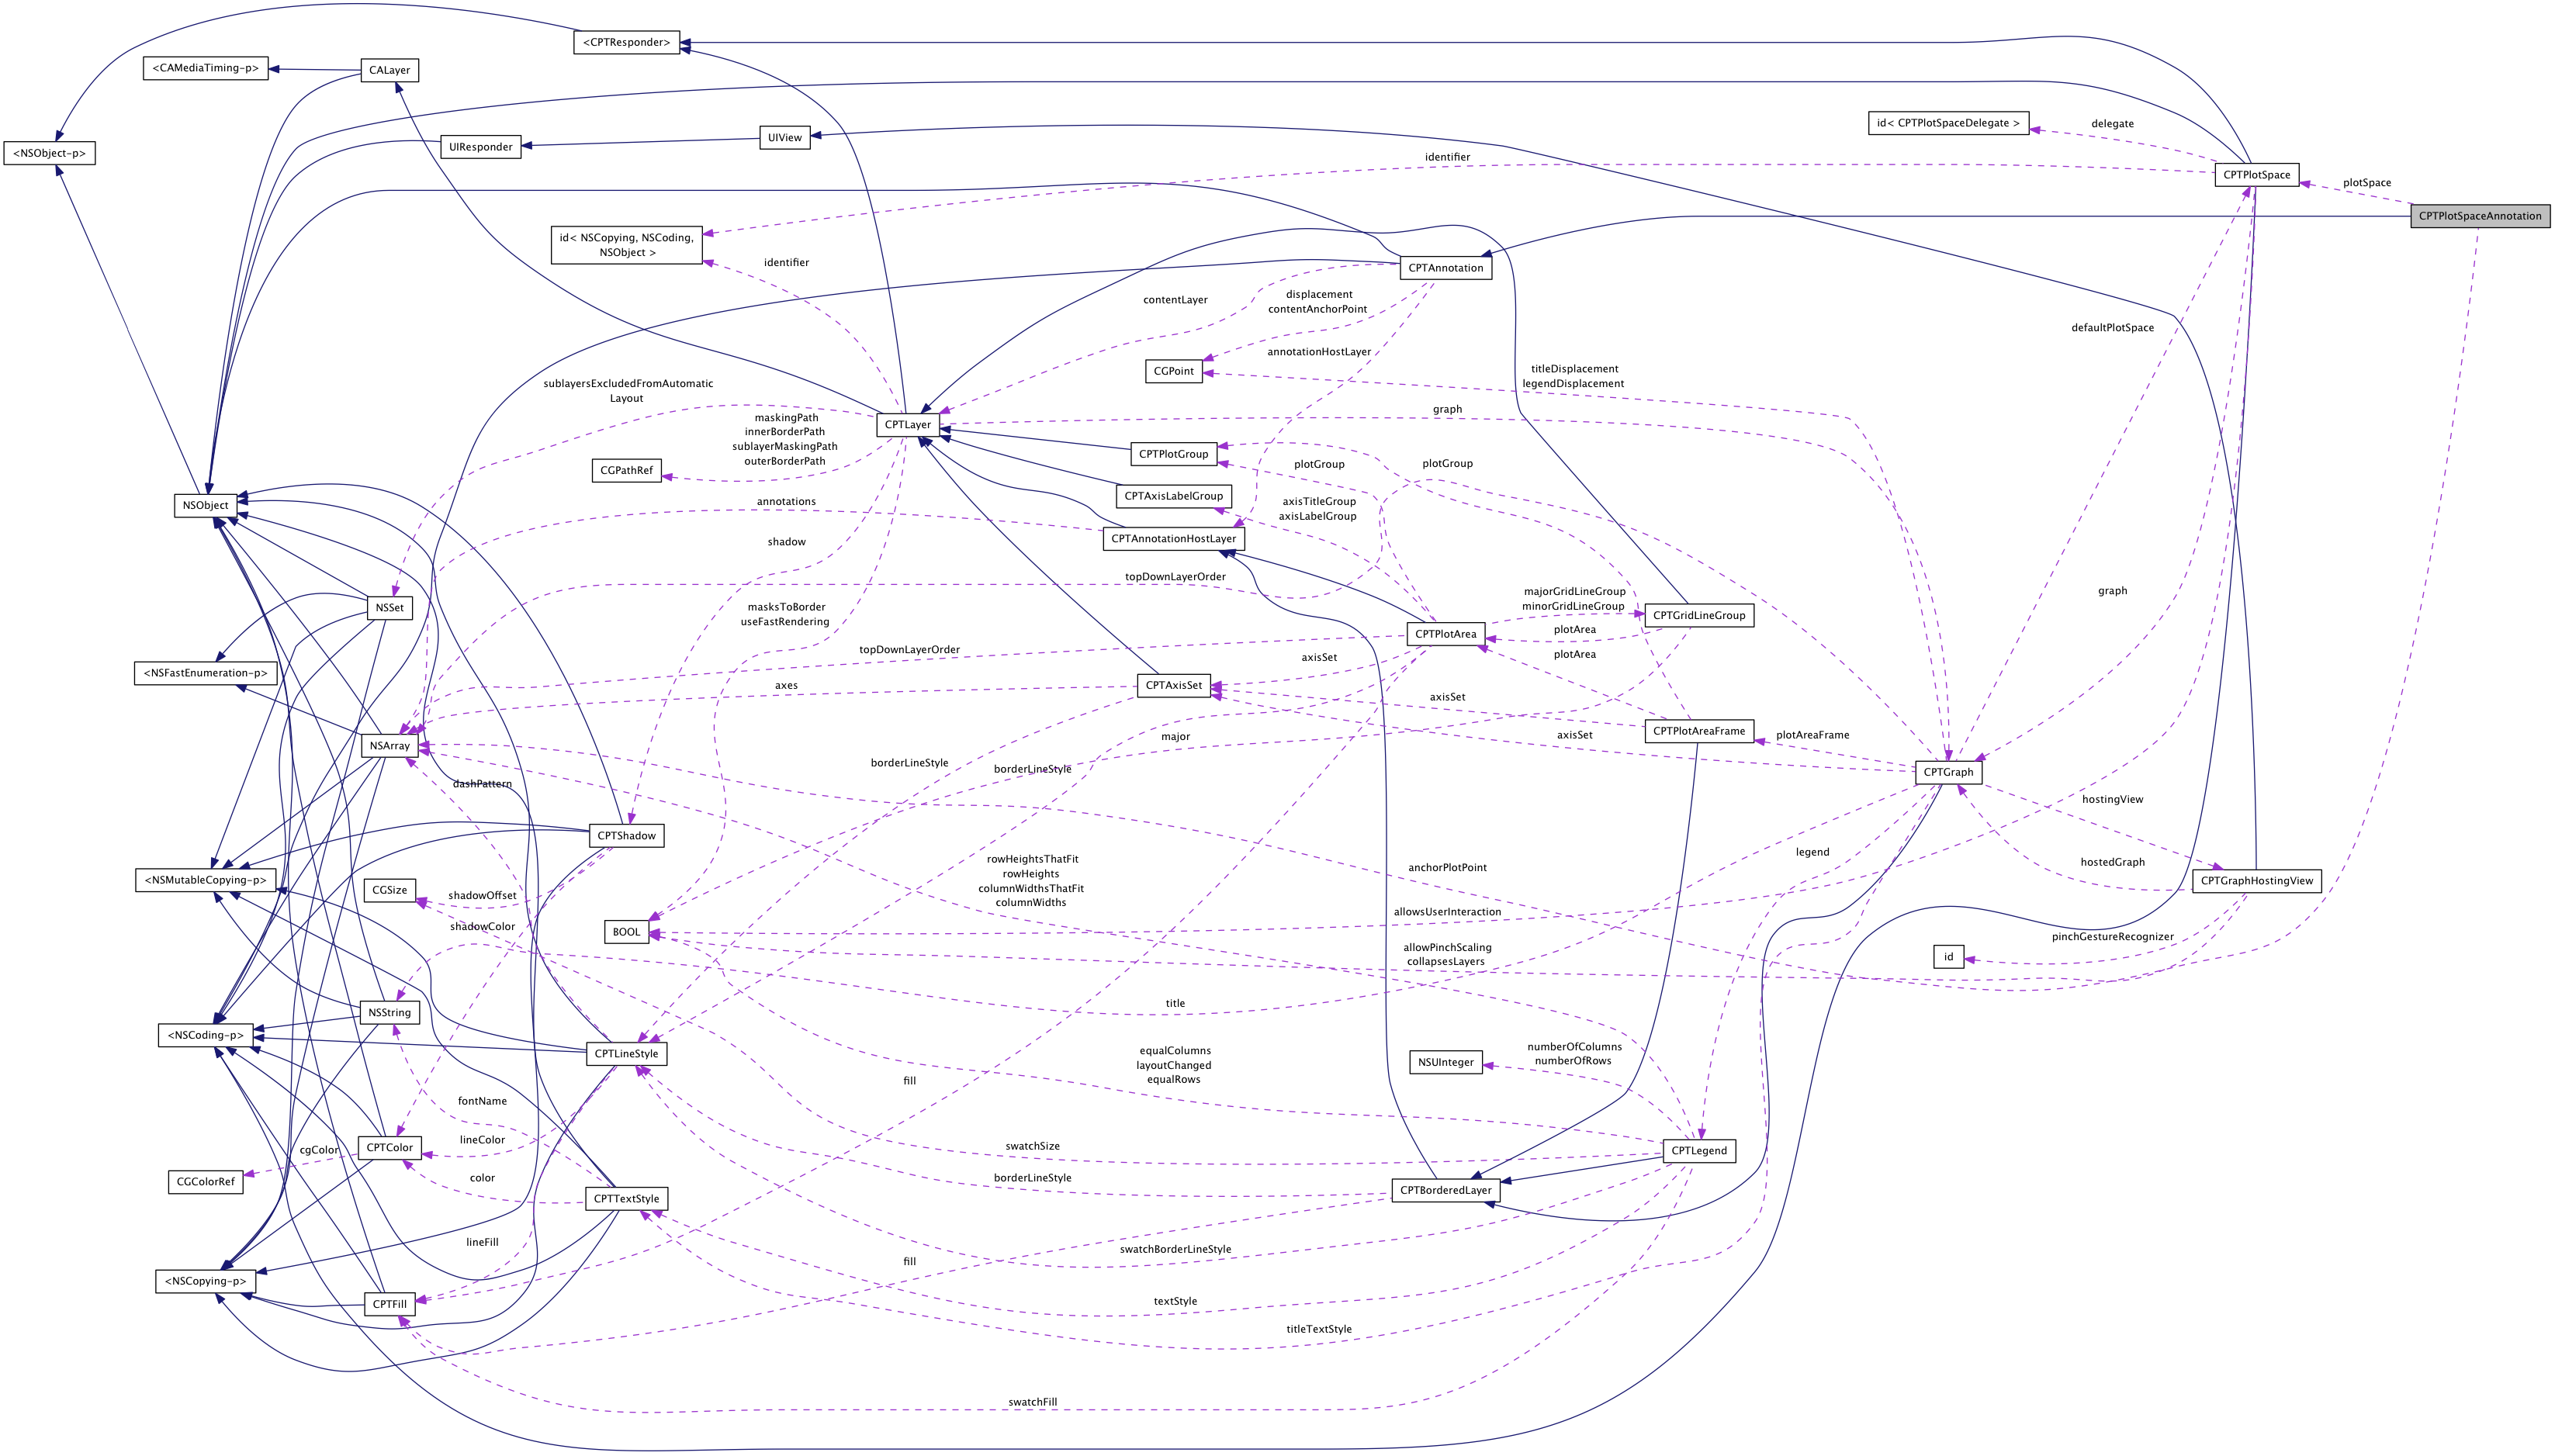 <CPTResponder>
<CAMediaTiming-p>
CALayer
id< CPTPlotSpaceDelegate >
delegate
UIView
UIResponder
<NSObject-p>
identifier
CPTPlotSpace
plotSpace
CPTPlotSpaceAnnotation
id< NSCopying, NSCoding,
NSObject >
identifier
CPTAnnotation
contentLayer
displacement
contentAnchorPoint
defaultPlotSpace
annotationHostLayer
CGPoint
titleDisplacement
legendDisplacement
sublayersExcludedFromAutomatic
Layout
graph
maskingPath
innerBorderPath
sublayerMaskingPath
outerBorderPath
CPTLayer
CPTPlotGroup
CGPathRef
plotGroup
plotGroup
CPTAxisLabelGroup
annotations
axisTitleGroup
axisLabelGroup
NSObject
shadow
CPTAnnotationHostLayer
topDownLayerOrder
majorGridLineGroup
minorGridLineGroup
graph
NSSet
masksToBorder
useFastRendering
CPTGridLineGroup
plotArea
CPTPlotArea
topDownLayerOrder
axisSet
plotArea
<NSFastEnumeration-p>
axes
CPTAxisSet
axisSet
NSArray
major
axisSet
CPTPlotAreaFrame
plotAreaFrame
borderLineStyle
borderLineStyle
CPTGraph
dashPattern
hostingView
CPTShadow
rowHeightsThatFit
rowHeights
columnWidthsThatFit
columnWidths
anchorPlotPoint
legend
hostedGraph
<NSMutableCopying-p>
CGSize
shadowOffset
CPTGraphHostingView
allowsUserInteraction
shadowColor
BOOL
pinchGestureRecognizer
allowPinchScaling
collapsesLayers
id
title
NSString
<NSCoding-p>
CPTLineStyle
equalColumns
layoutChanged
equalRows
NSUInteger
numberOfColumns
numberOfRows
fill
fontName
lineColor
CPTColor
cgColor
swatchSize
CPTLegend
CGColorRef
color
borderLineStyle
CPTTextStyle
CPTBorderedLayer
lineFill
swatchBorderLineStyle
fill
<NSCopying-p>
CPTFill
textStyle
titleTextStyle
swatchFill